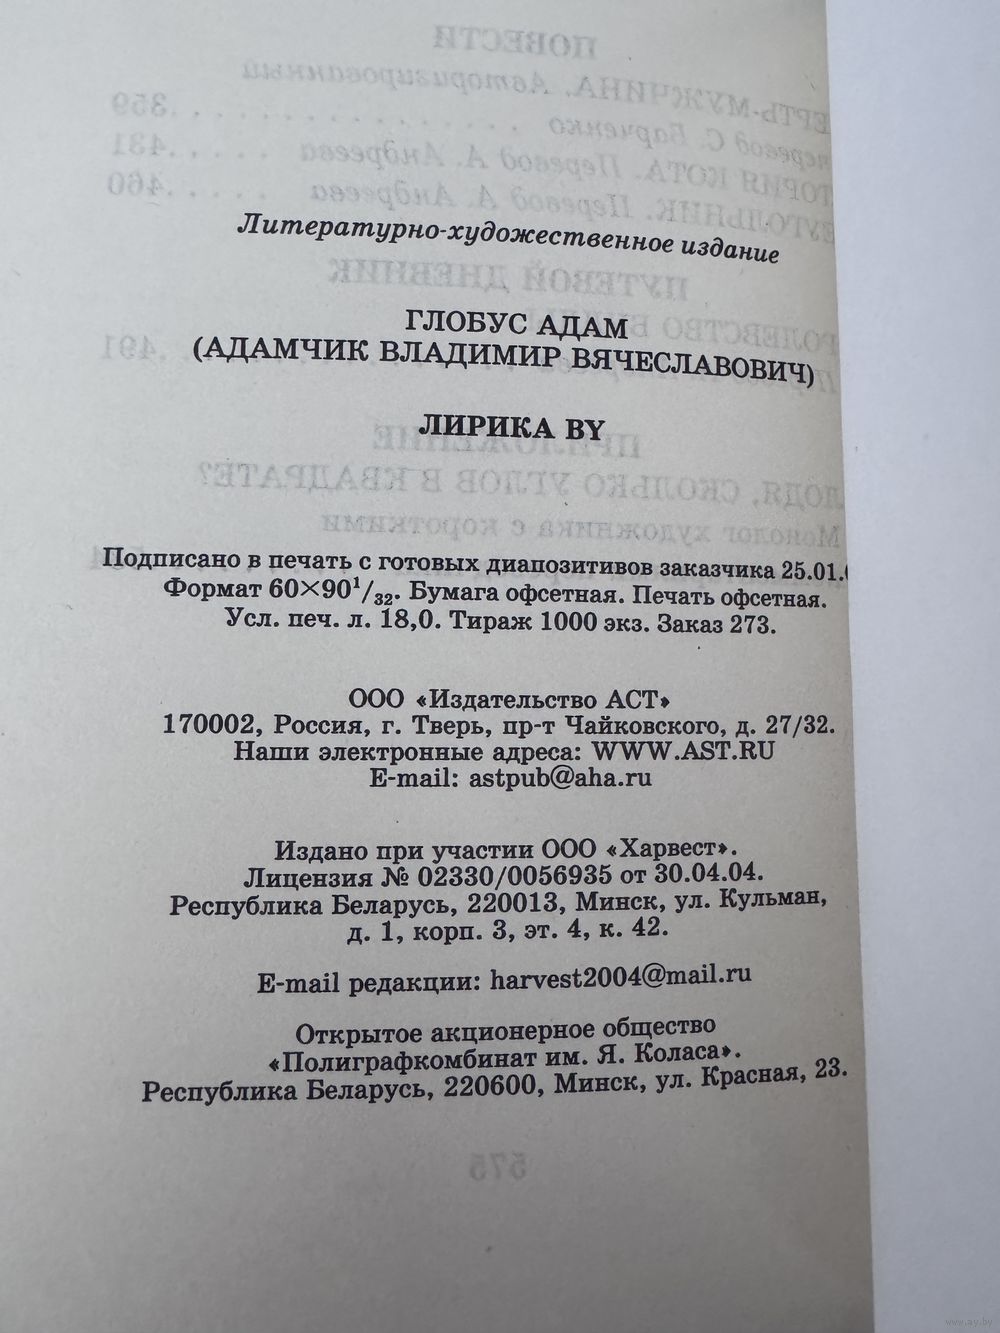 Литературно-художественное издание
ГЛОБУС АДАМ
(АДАМЧИК ВЛАДИМИР ВЯЧЕСЛАВОВИЧ)
ЛИРИКА BY
Подписано в печать с готовых диапозитивов заказчика 25.01.
Формат 60×90¹/₃₂. Бумага офсетная. Печать офсетная.
Усл. печ. л. 18,0. Тираж 1000 экз. Заказ 273.
ООО «Издательство АСТ»
170002, Россия, г. Тверь, пр-т Чайковского, д. 27/32.
Наши электронные адреса: WWW.AST.RU
E-mail: astpub@aha.ru
Издано при участии ООО «Харвест».
Лицензия № 02330/0056935 от 30.04.04.
Республика Беларусь, 220013, Минск, ул. Кульман,
д. 1, корп. 3, эт. 4, к. 42.
E-mail редакции: harvest2004@mail.ru
Открытое акционерное общество
«Полиграфкомбинат им. Я. Коласа».
Республика Беларусь, 220600, Минск, ул. Красная, 23.
www.ay.by